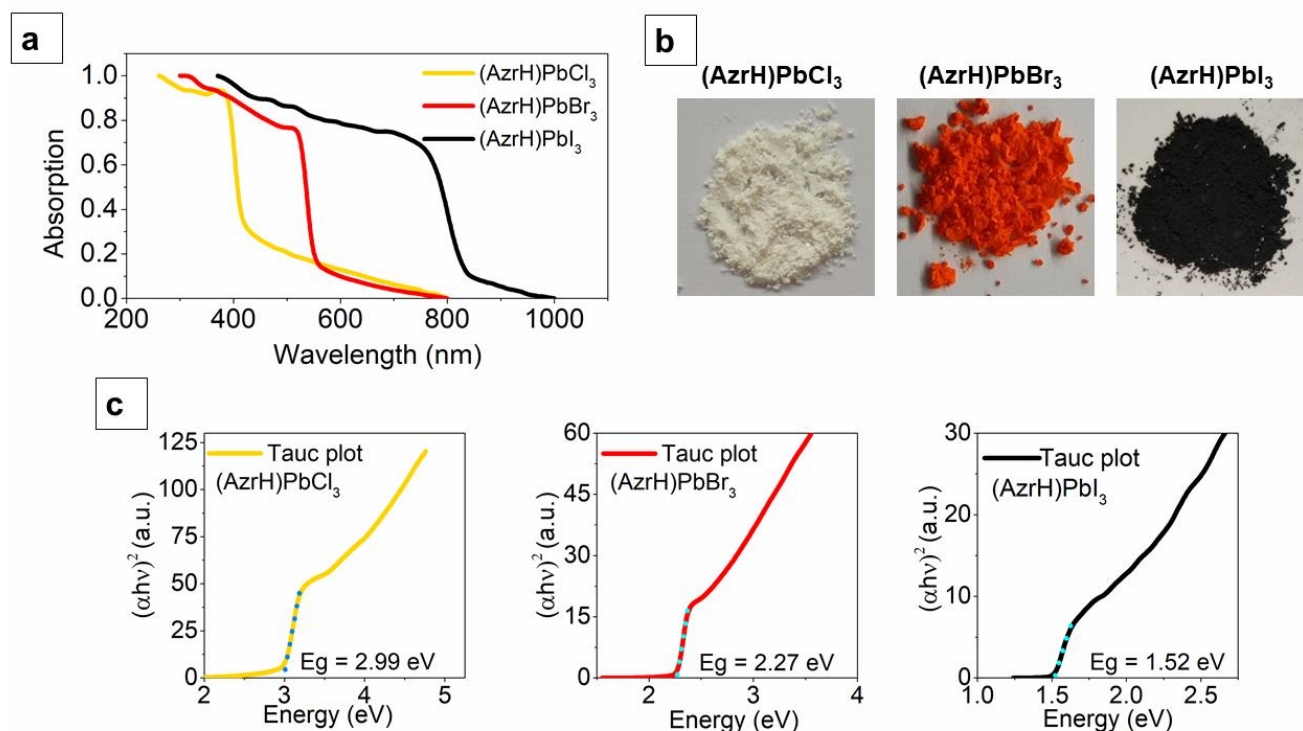 a
1.0
0.8
0.6
0.4
0.2
0.0
Absorption
(AzrH)PbCl₃
(AzrH)PbBr₃
(AzrH)PbI₃
200 400 600 800 1000
Wavelength (nm)
b
(AzrH)PbCl₃ (AzrH)PbBr₃ (AzrH)PbI₃
c
125
100
75
50
25
0
(αhν)² (a.u.)
Tauc plot
(AzrH)PbCl₃
Eg = 2.99 eV
2 3 4 5
Energy (eV)
60
45
30
15
0
(αhν)² (a.u.)
Tauc plot
(AzrH)PbBr₃
Eg = 2.27 eV
2 3 4
Energy (eV)
30
20
10
0
(αhν)² (a.u.)
Tauc plot
(AzrH)PbI₃
Eg = 1.52 eV
1.0 1.5 2.0 2.5
Energy (eV)